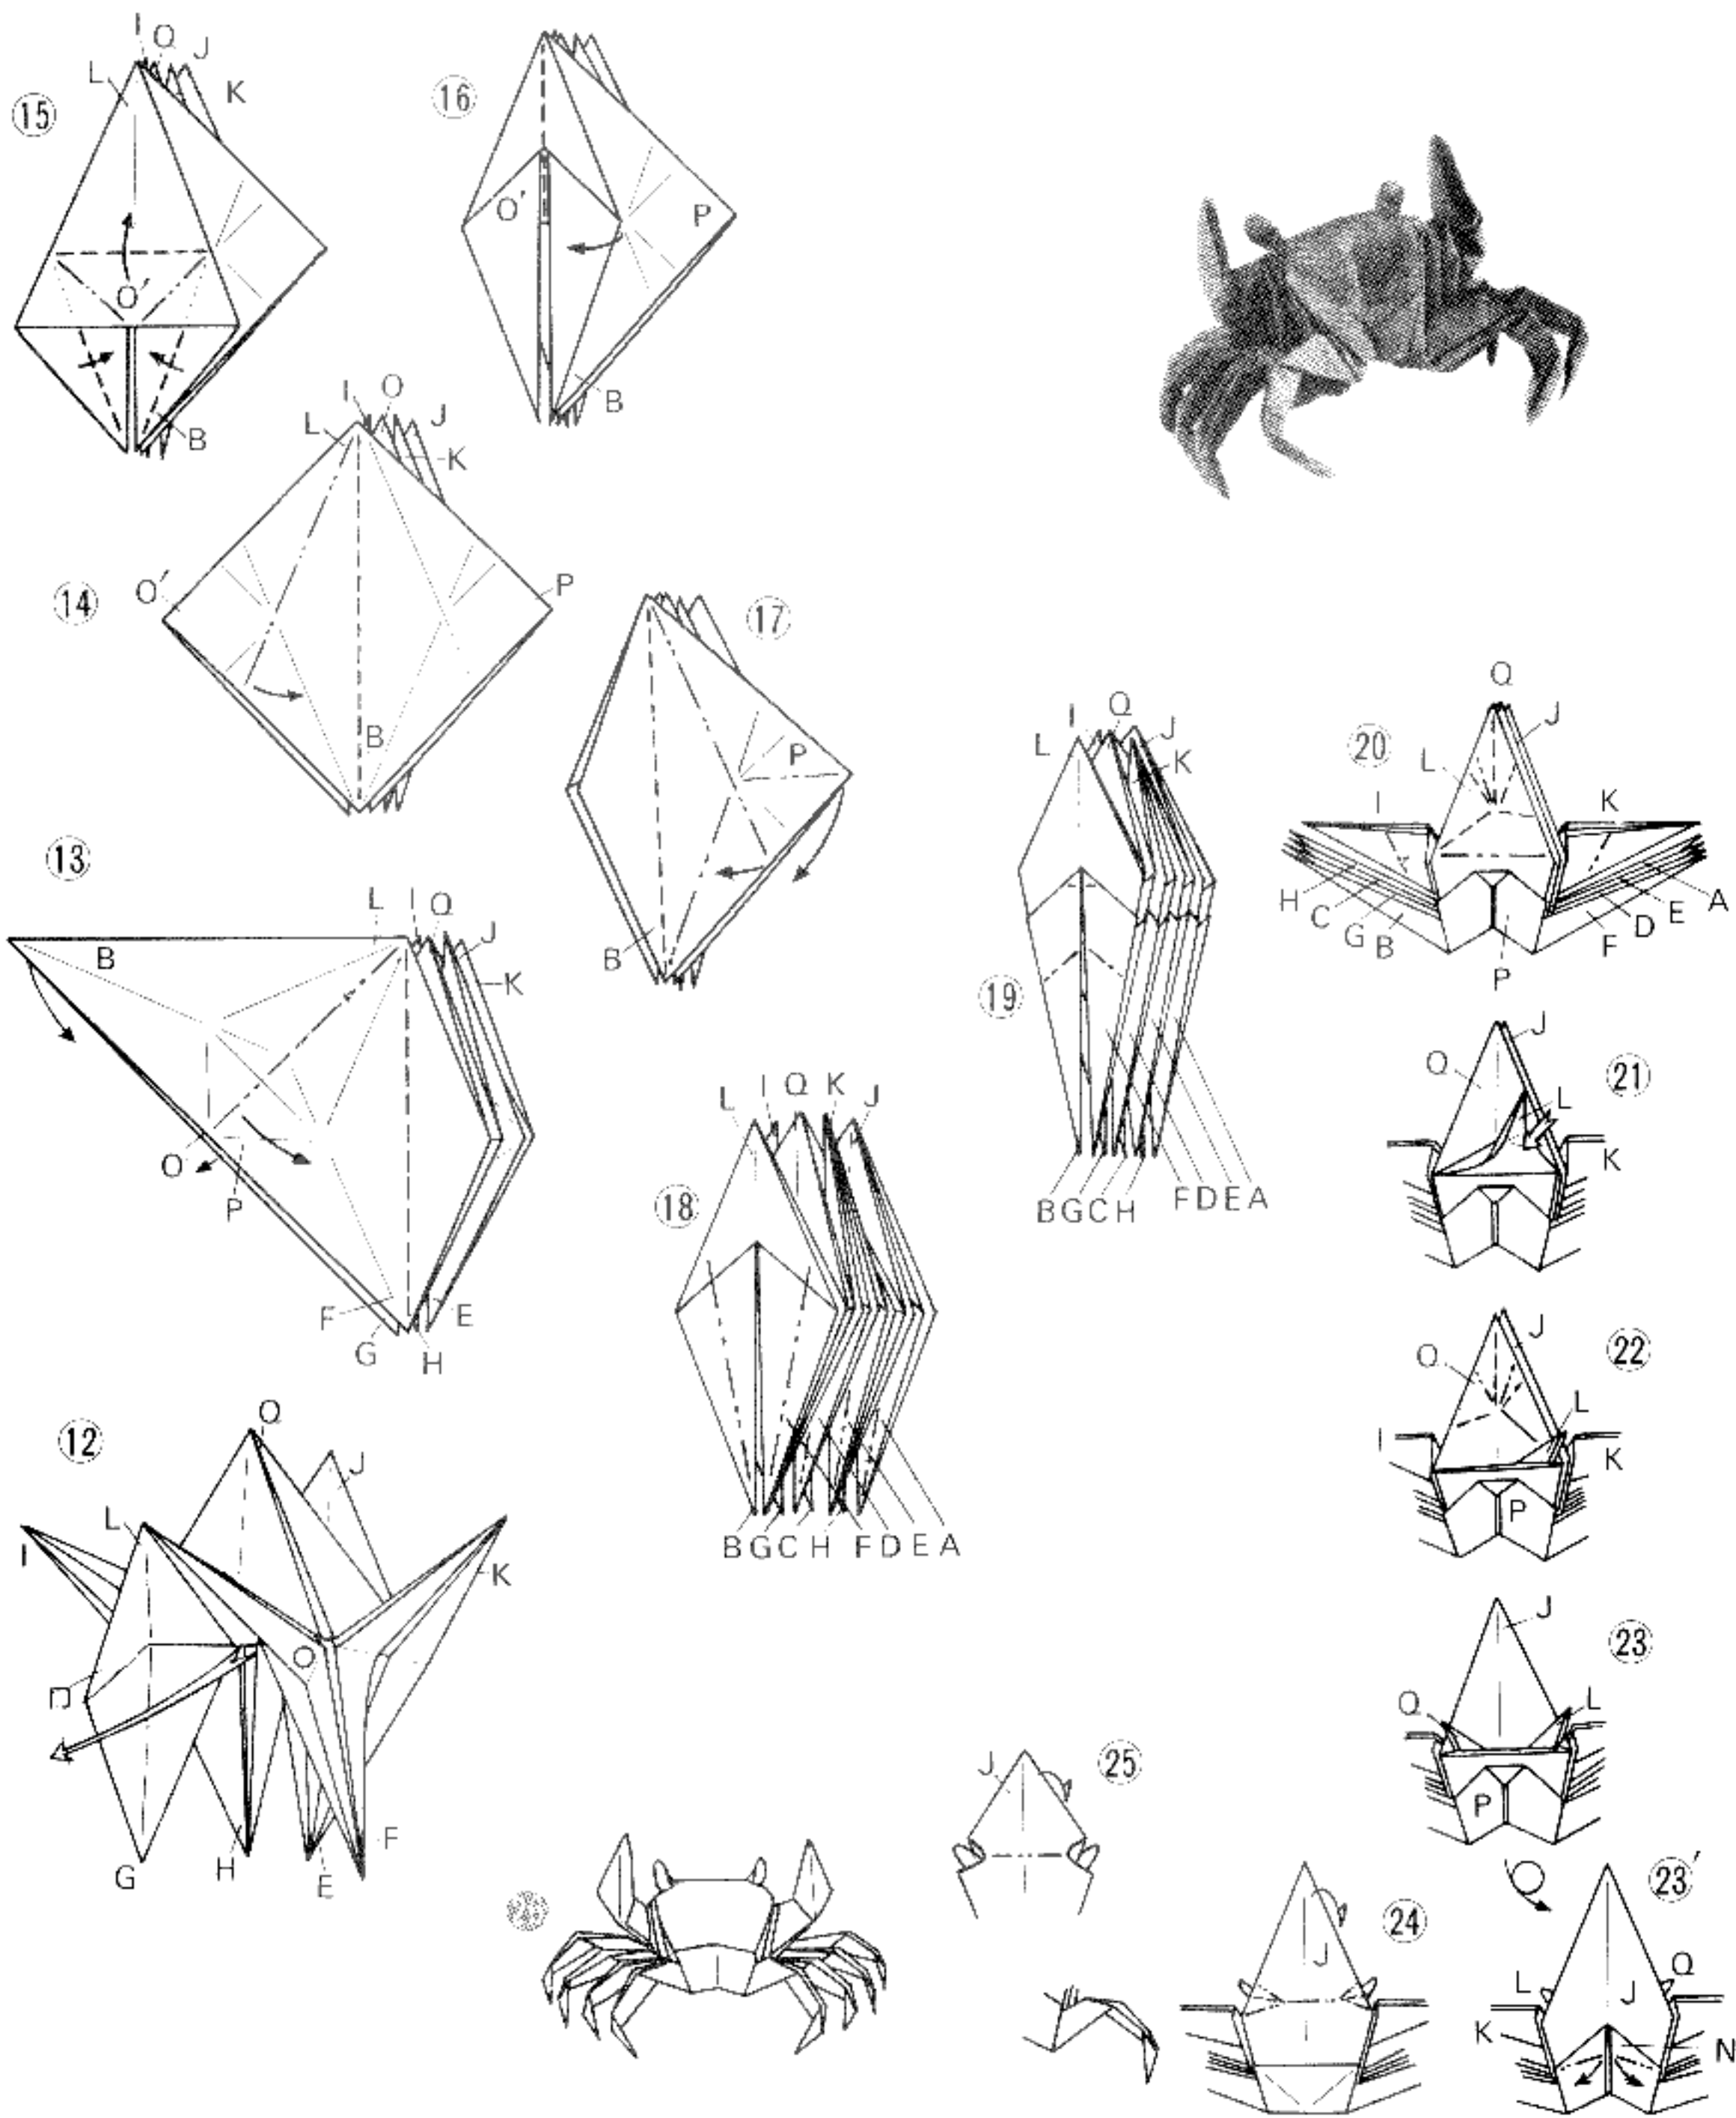 15
I Q J
L
K
O'
B
16
O'
P
B
14
I O J
L
K
O'
P
B
17
P
B
13
L I Q
J
B
K
O
P
F
E
G
H
12
Q
J
L
I
K
O
F
G
H
E
18
I Q K
L J
B G C H F D E A
19
I Q
L J
K
B G C H F D E A
20
Q
J
L
I K
H C G B
P
F D E A
21
J
Q
L
K
22
J
Q
L
I
K
P
23
J
Q L
P
23'
L Q
J
K
N
24
J
25
J